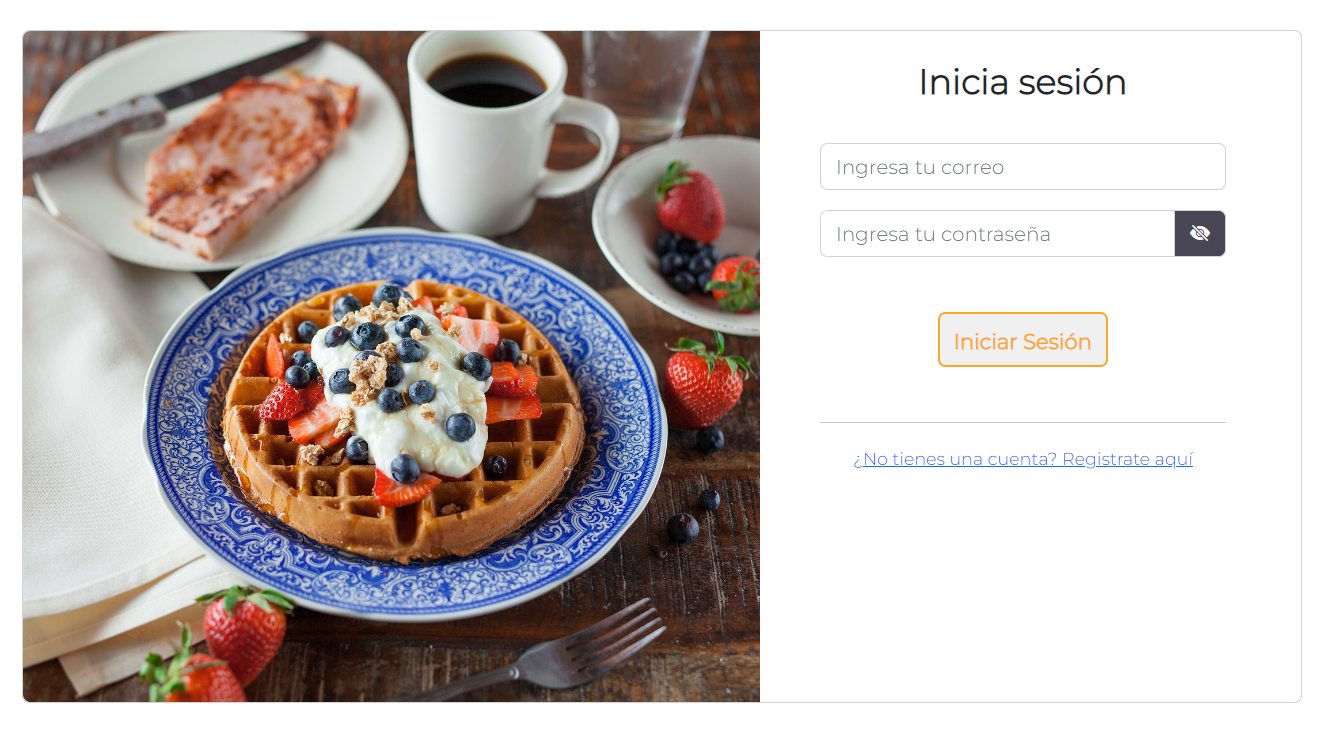 Inicia sesión
Ingresa tu correo
Ingresa tu contraseña
Iniciar Sesión
¿No tienes una cuenta? Registrate aquí